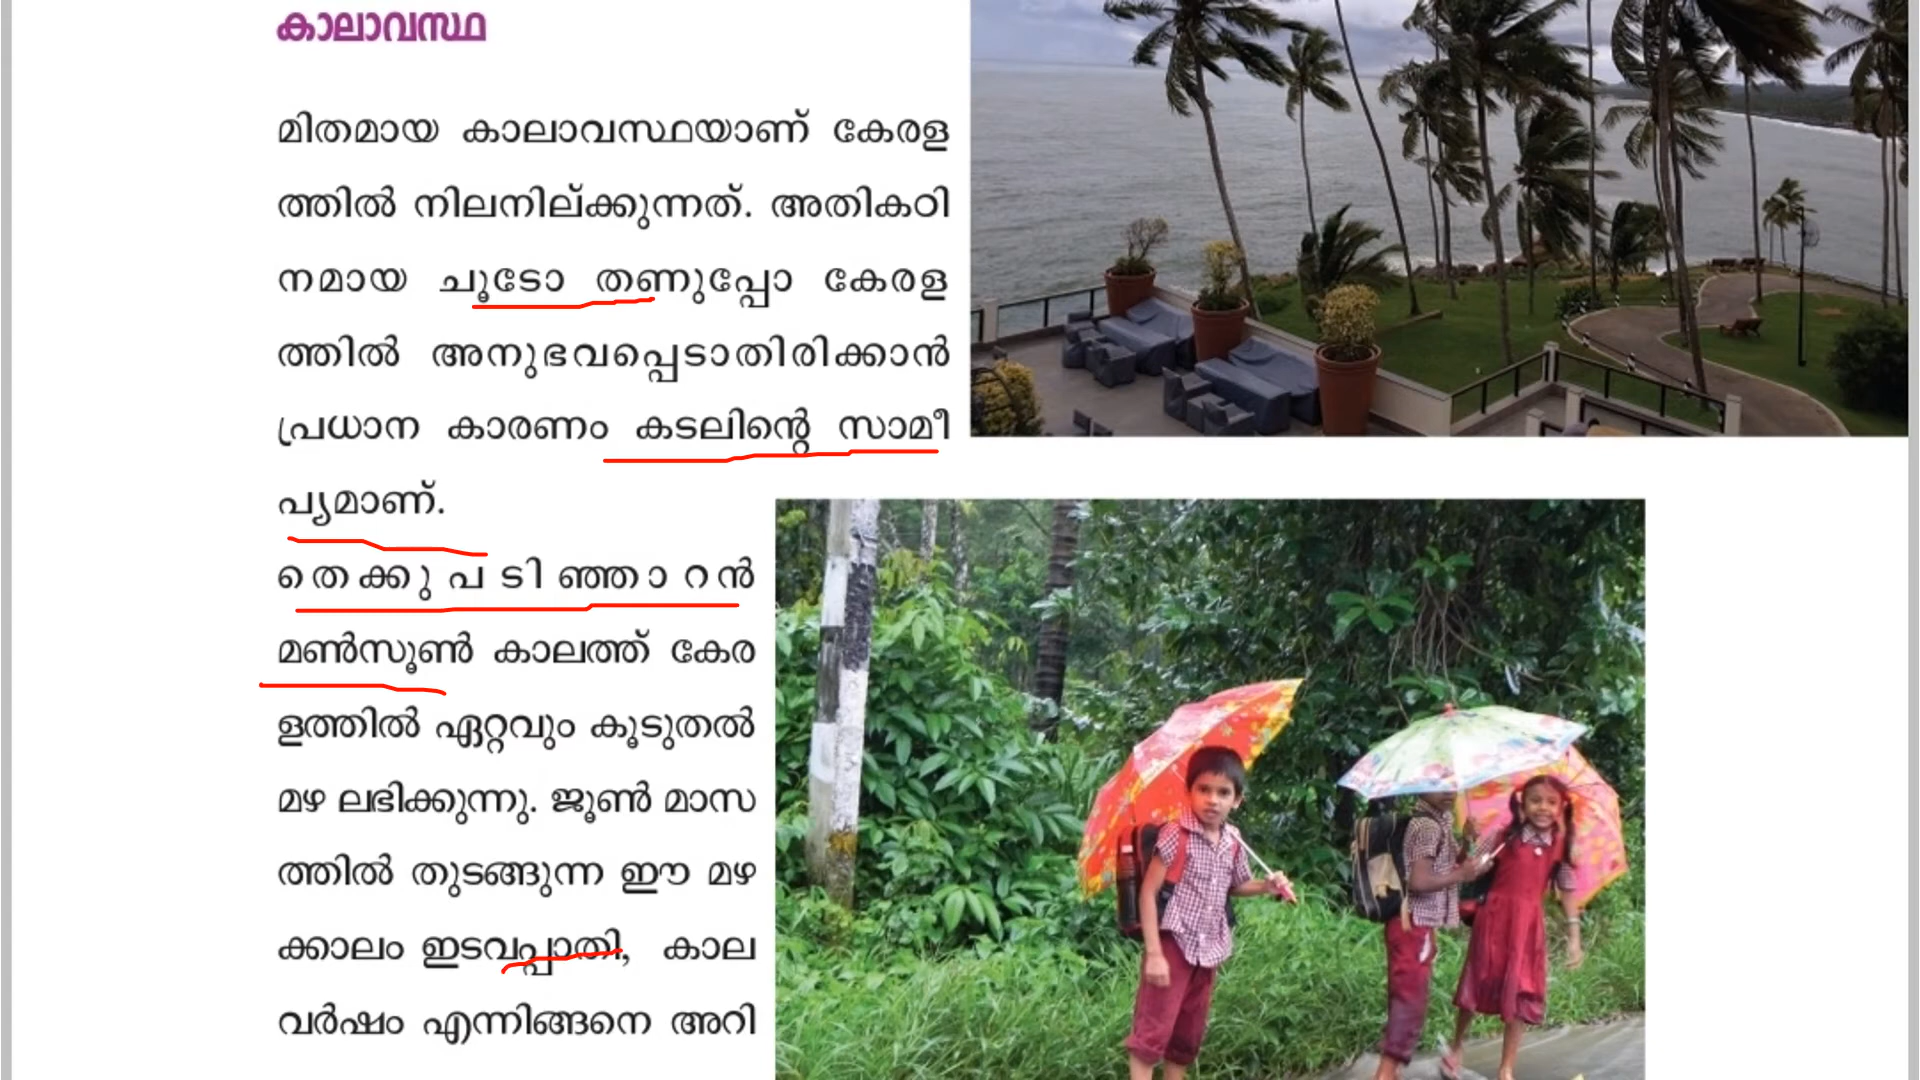 കാലാവസ്ഥ
മിതമായ കാലാവസ്ഥയാണ് കേരള
ത്തിൽ നിലനില്ക്കുന്നത്. അതികഠി
നമായ ചൂടോ തണുപ്പോ കേരള
ത്തിൽ അനുഭവപ്പെടാതിരിക്കാൻ
പ്രധാന കാരണം കടലിന്റെ സാമീ
പ്യമാണ്.
തെക്കുപടിഞ്ഞാറൻ
മൺസൂൺ കാലത്ത് കേര
ളത്തിൽ ഏറ്റവും കൂടുതൽ
മഴ ലഭിക്കുന്നു. ജൂൺ മാസ
ത്തിൽ തുടങ്ങുന്ന ഈ മഴ
ക്കാലം ഇടവപ്പാതി, കാല
വർഷം എന്നിങ്ങനെ അറി